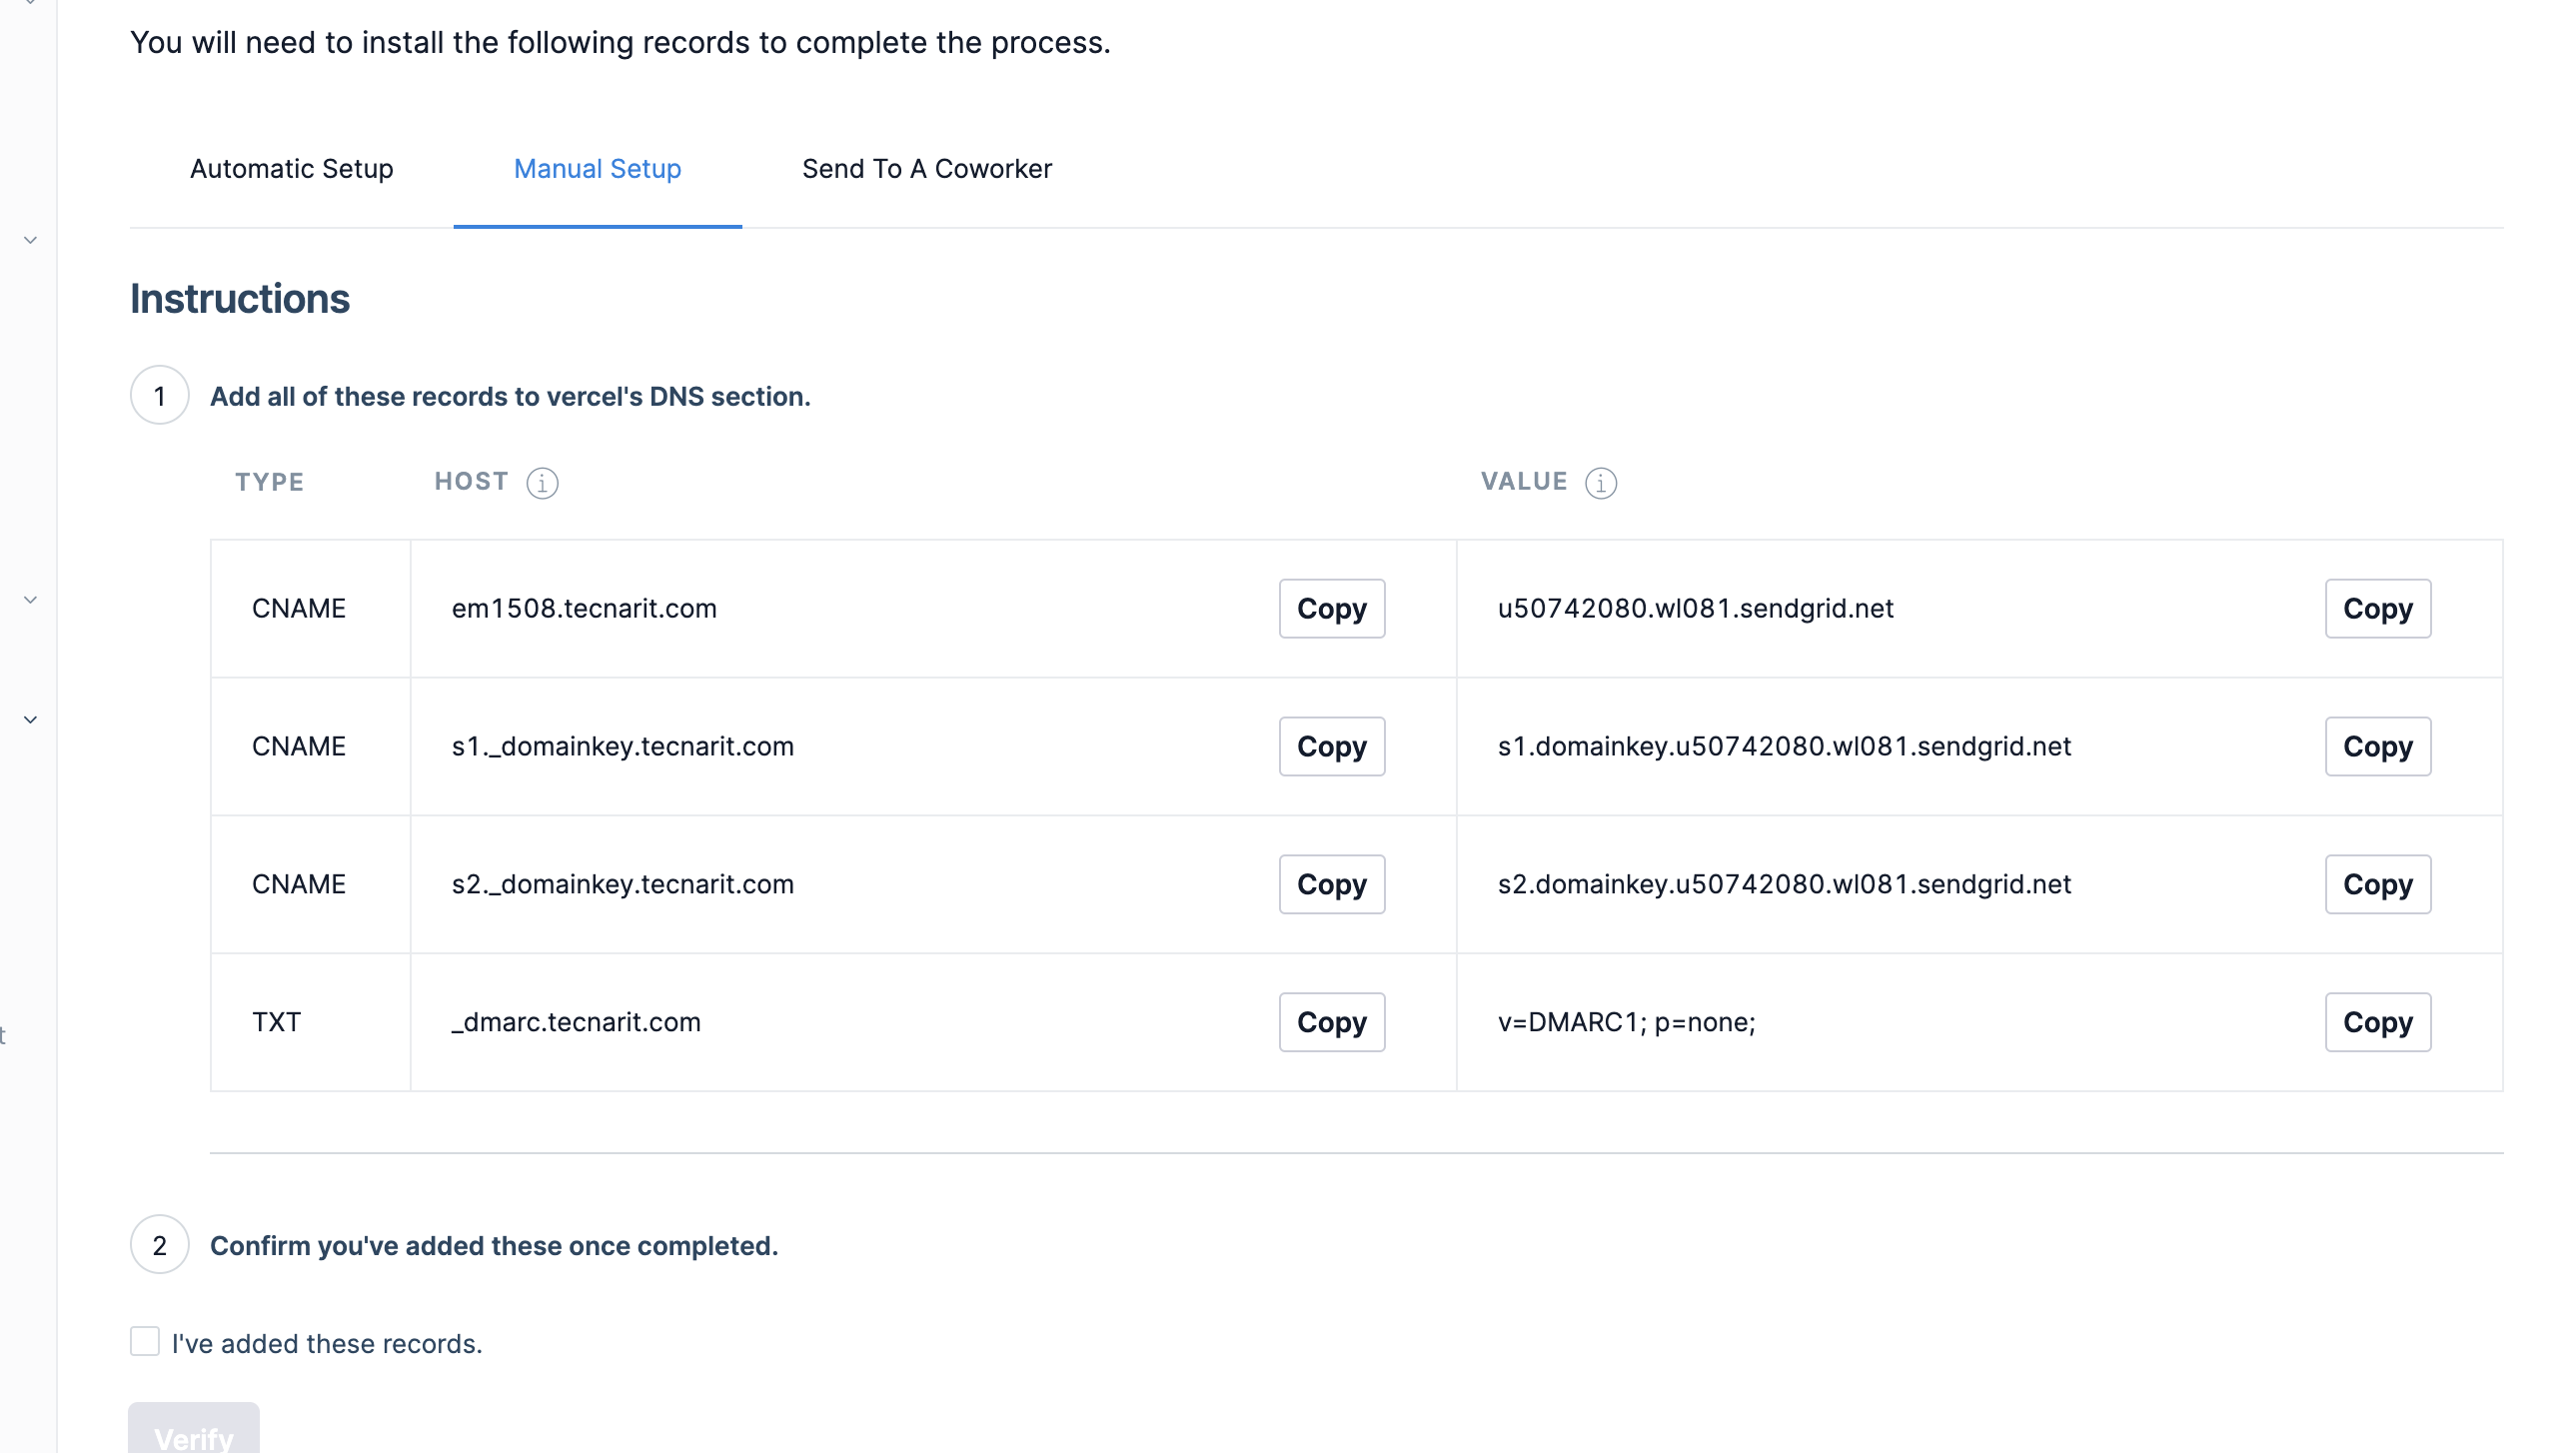 You will need to install the following records to complete the process.
Automatic Setup Manual Setup Send To A Coworker
Instructions
1 Add all of these records to vercel's DNS section.
TYPE HOST VALUE
CNAME em1508.tecnarit.com Copy u50742080.wl081.sendgrid.net Copy
CNAME s1._domainkey.tecnarit.com Copy s1.domainkey.u50742080.wl081.sendgrid.net Copy
CNAME s2._domainkey.tecnarit.com Copy s2.domainkey.u50742080.wl081.sendgrid.net Copy
t
TXT _dmarc.tecnarit.com Copy v=DMARC1; p=none; Copy
2 Confirm you've added these once completed.
I've added these records.
Verify